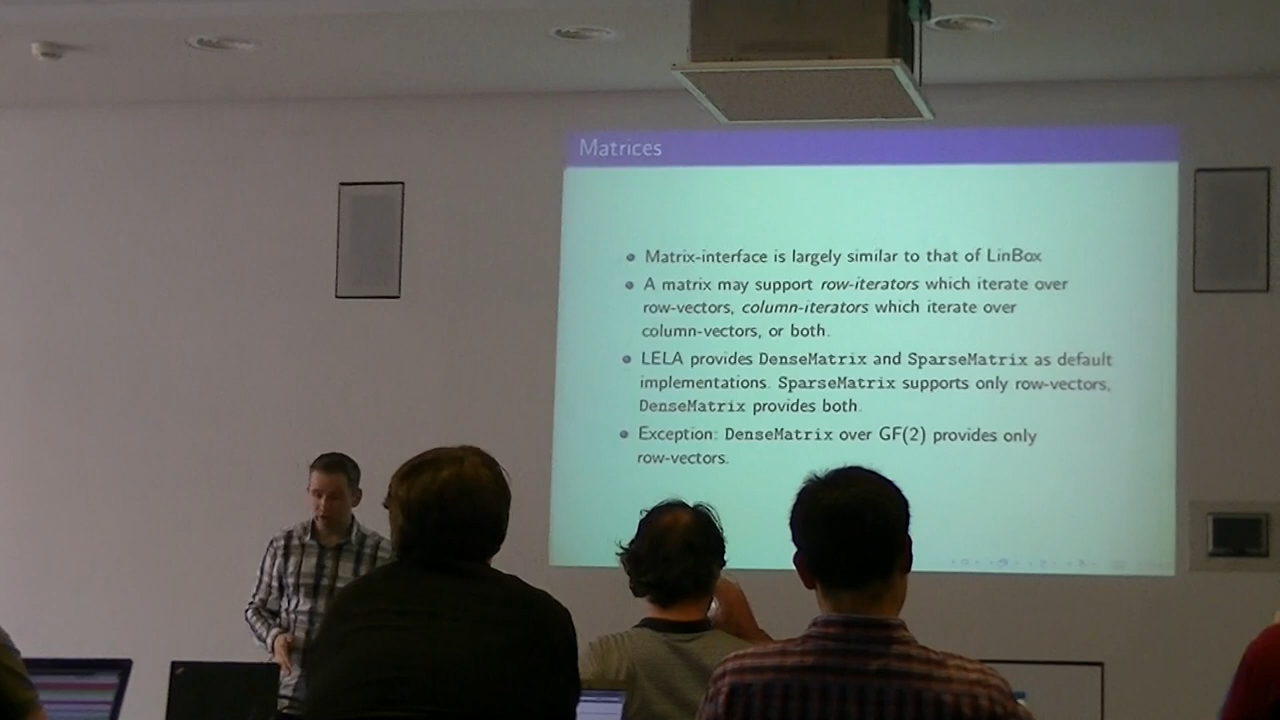 Matrices
Matrix-interface is largely similar to that of LinBox
A matrix may support row-iterators which iterate over
row-vectors, column-iterators which iterate over
column-vectors, or both.
LELA provides DenseMatrix and SparseMatrix as default
implementations. SparseMatrix supports only row-vectors,
DenseMatrix provides both.
Exception: DenseMatrix over GF(2) provides only
row-vectors.